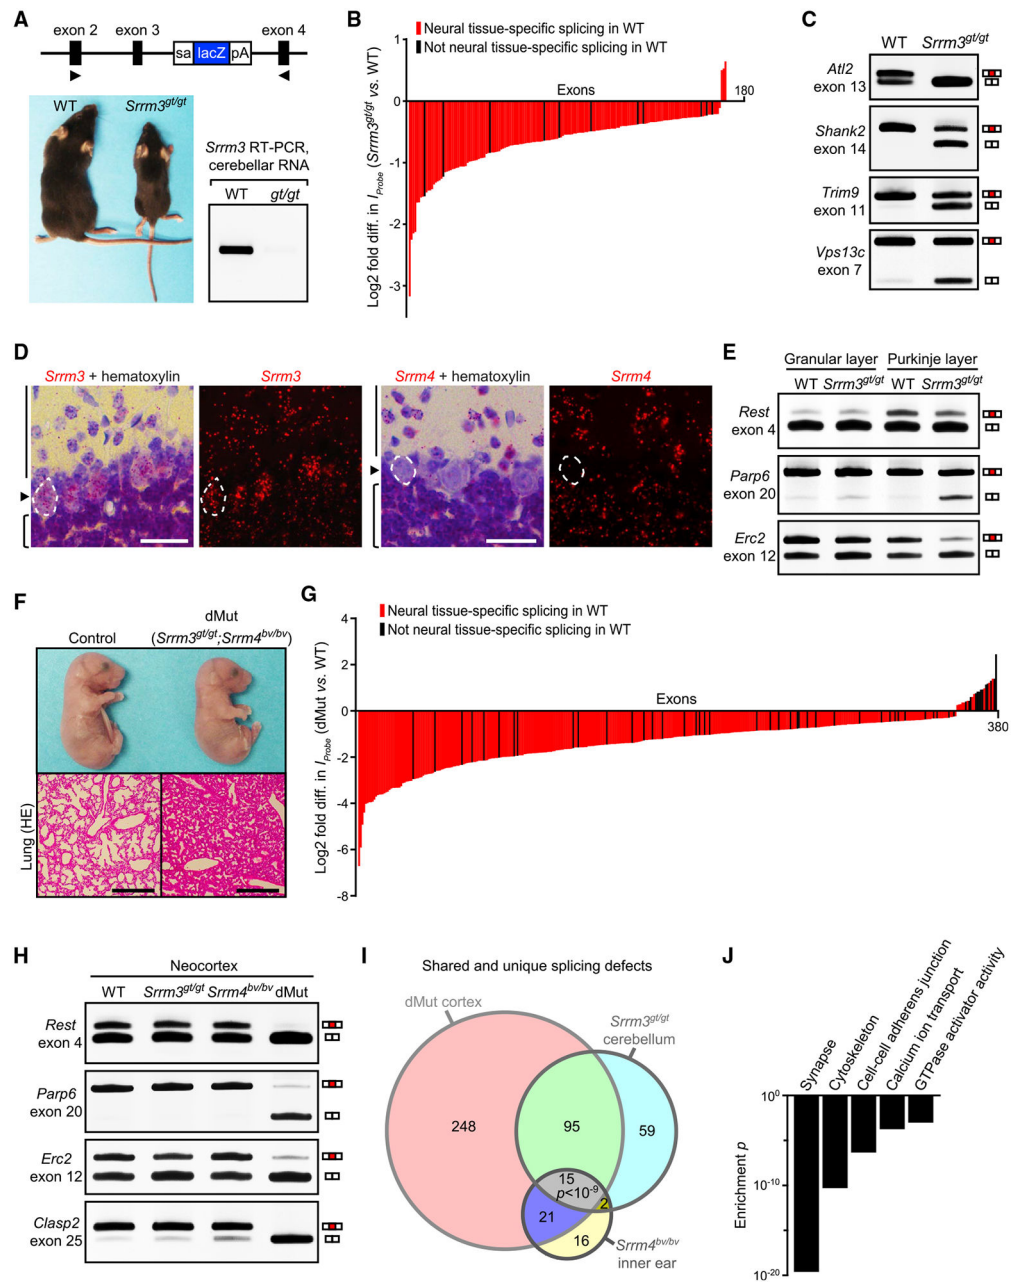 A
exon 2 exon 3 exon 4
sa lacZ pA
WT Srrm3gt/gt
Srrm3 RT-PCR,
cerebellar RNA
WT gt/gt
B
Neural tissue-specific splicing in WT
Not neural tissue-specific splicing in WT
Log2 fold diff. in IProbe (Srrm3gt/gt vs. WT)
1
0
-1
-2
-3
Exons
180
C
WT Srrm3gt/gt
Atl2
exon 13
Shank2
exon 14
Trim9
exon 11
Vps13c
exon 7
D
Srrm3 + hematoxylin
Srrm3
Srrm4 + hematoxylin
Srrm4
E
Granular layer Purkinje layer
WT Srrm3gt/gt WT Srrm3gt/gt
Rest
exon 4
Parp6
exon 20
Erc2
exon 12
F
Control
dMut
(Srrm3gt/gt;Srrm4bv/bv)
Lung (HE)
G
Neural tissue-specific splicing in WT
Not neural tissue-specific splicing in WT
Log2 fold diff. in IProbe (dMut vs. WT)
4
2
0
-2
-4
-6
-8
Exons
380
H
Neocortex
WT Srrm3gt/gt Srrm4bv/bv dMut
Rest
exon 4
Parp6
exon 20
Erc2
exon 12
Clasp2
exon 25
I
Shared and unique splicing defects
dMut cortex
Srrm3gt/gt
cerebellum
248
95
59
15
p<10-9
2
21
16
Srrm4bv/bv
inner ear
J
Synapse
Cytoskeleton
Cell-cell adherens junction
Calcium ion transport
GTPase activator activity
Enrichment p
100
10-10
10-20